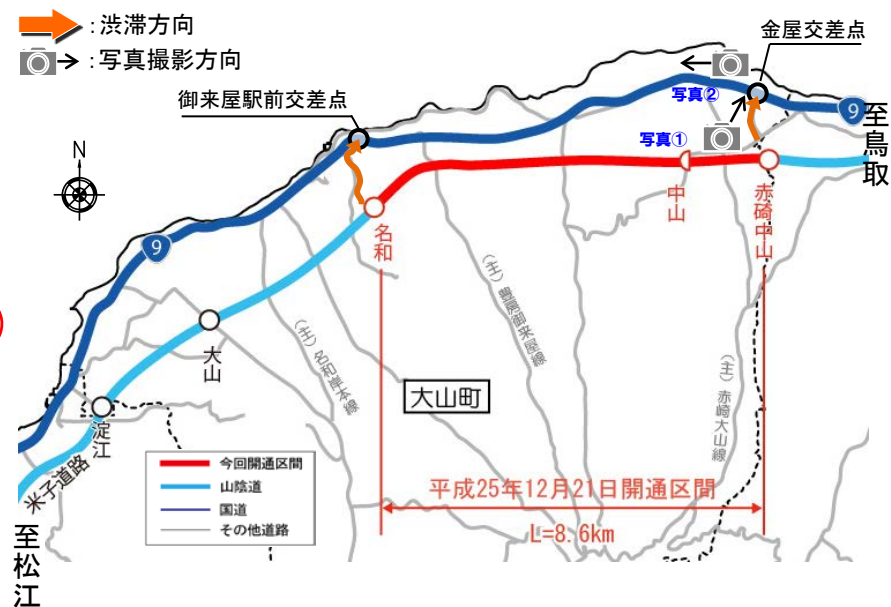 ：渋滞方向
：写真撮影方向
金屋交差点
御来屋駅前交差点
写真②
写真①
9
至鳥取
N
中山
赤碕中山
名和
9
(主)豊房御来屋線
(主)名和岸本線
大山
(主)赤崎大山線
大山町
淀江
米子道路
今回開通区間
山陰道
国道
その他道路
平成25年12月21日開通区間
L=8.6km
至松江